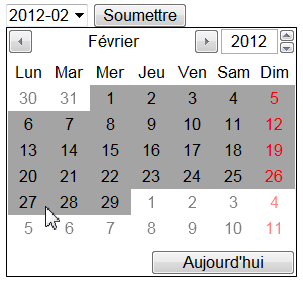 2012-02 Soumettre
Février 2012
Lun Mar Mer Jeu Ven Sam Dim
30 31 1 2 3 4 5
6 7 8 9 10 11 12
13 14 15 16 17 18 19
20 21 22 23 24 25 26
27 28 29 1 2 3 4
5 6 7 8 9 10 11
Aujourd'hui